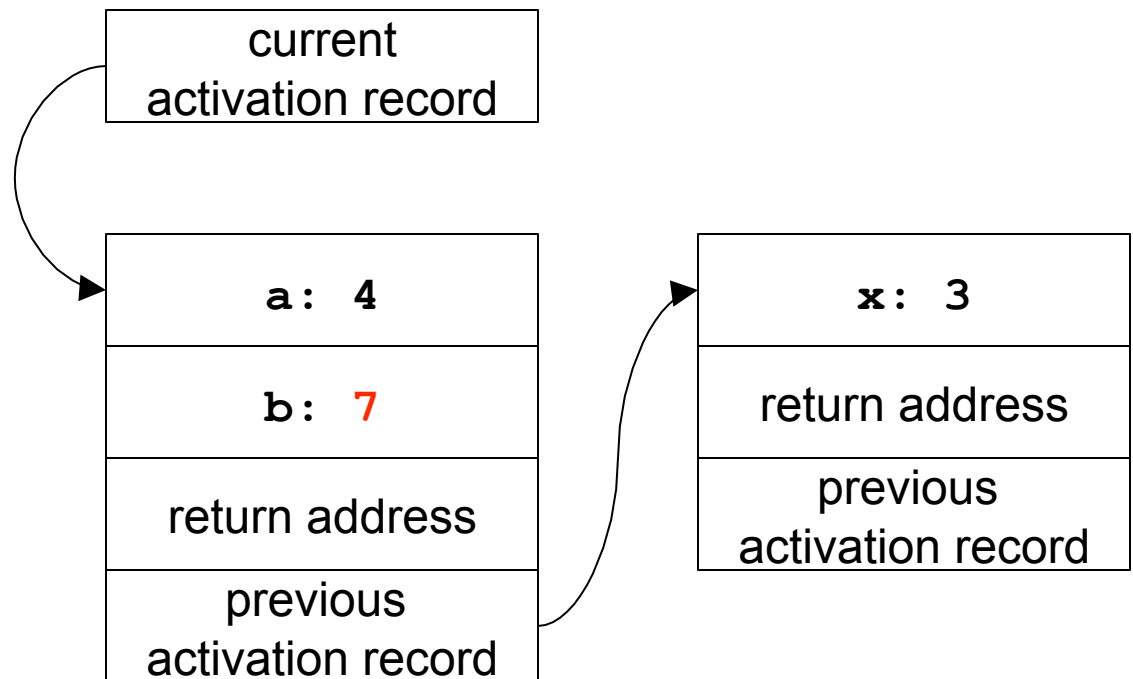 current
activation record
a: 4
b: 7
return address
previous
activation record
x: 3
return address
previous
activation record